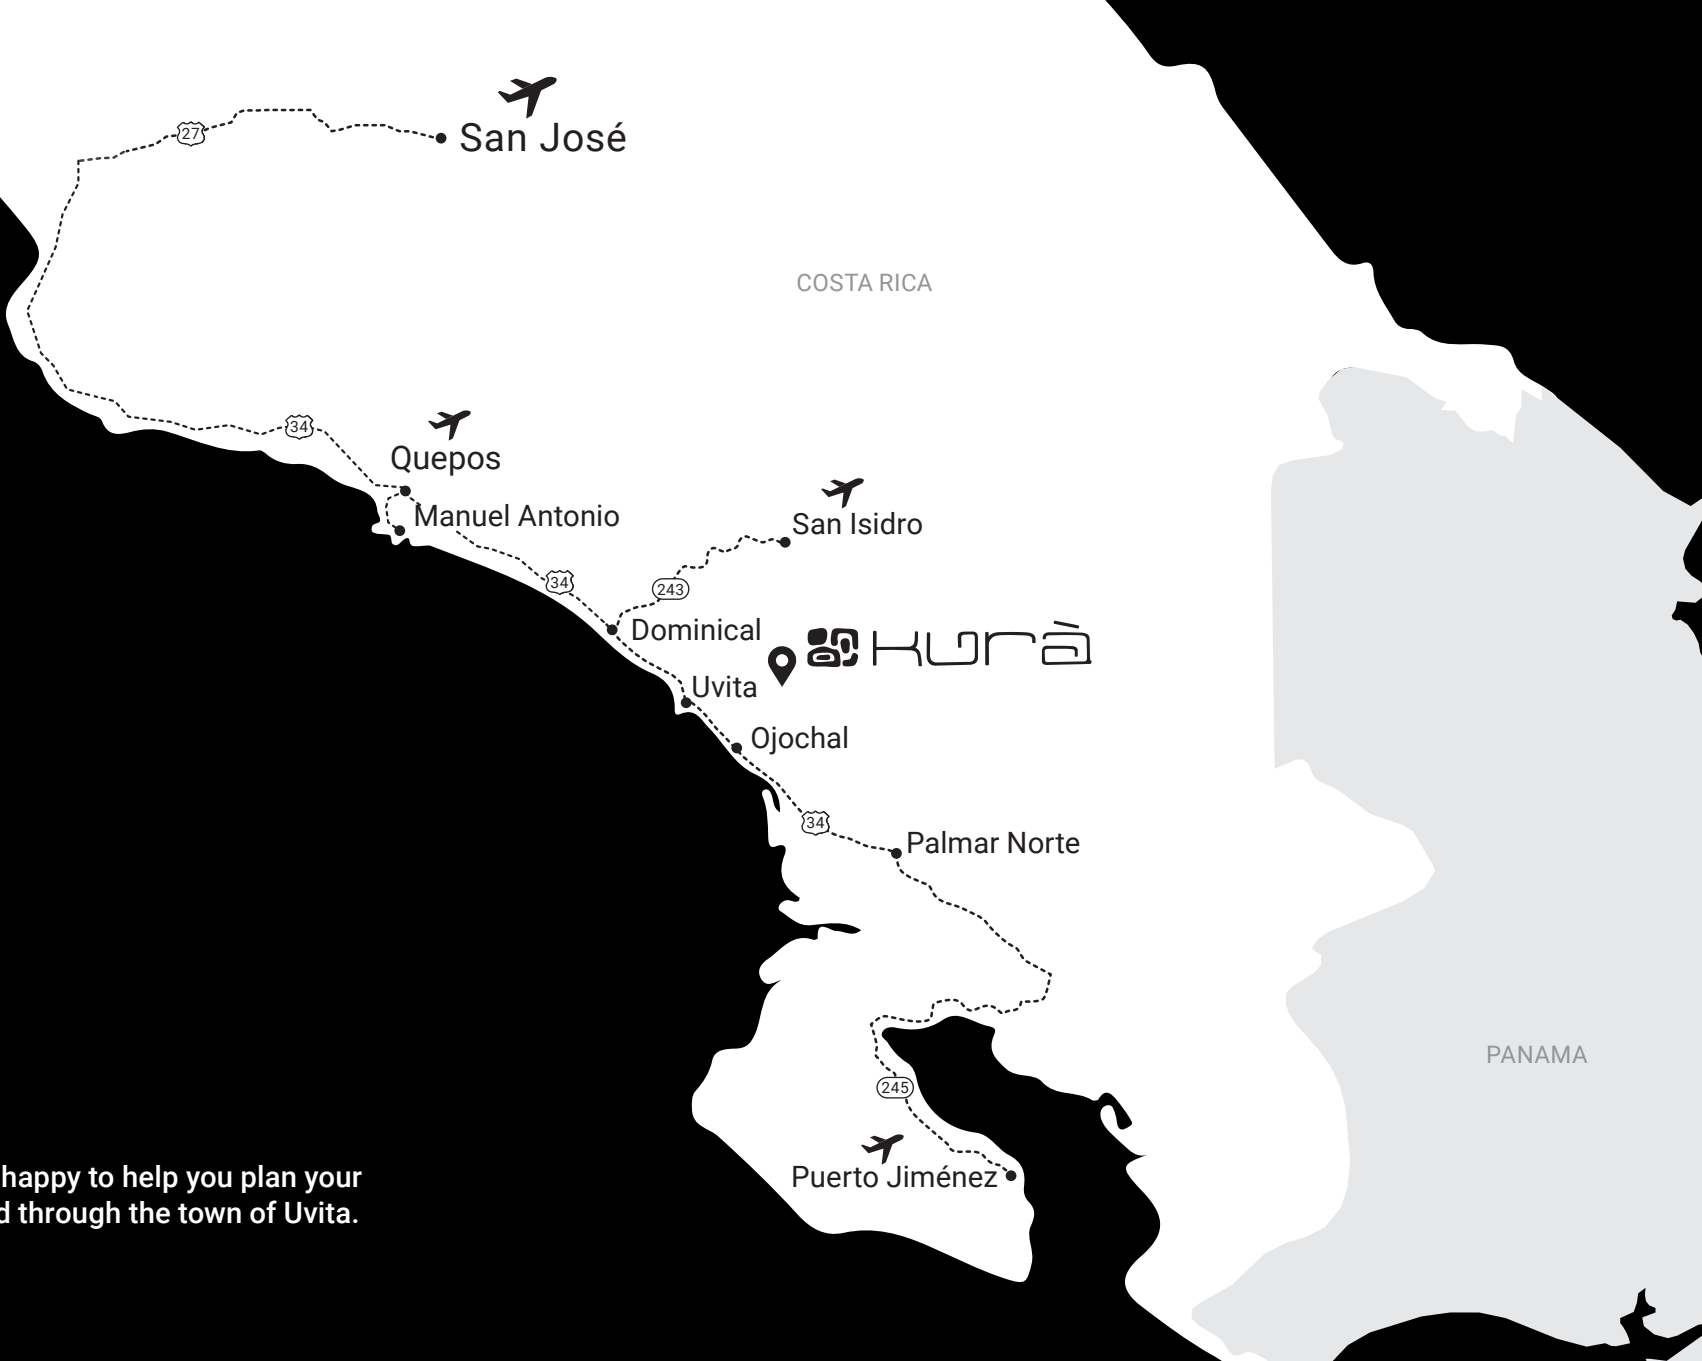 27
San José
COSTA RICA
34
Quepos
Manuel Antonio
San Isidro
34
243
Dominical
kurà
Uvita
Ojochal
34
Palmar Norte
PANAMA
245
Puerto Jiménez
happy to help you plan your
d through the town of Uvita.